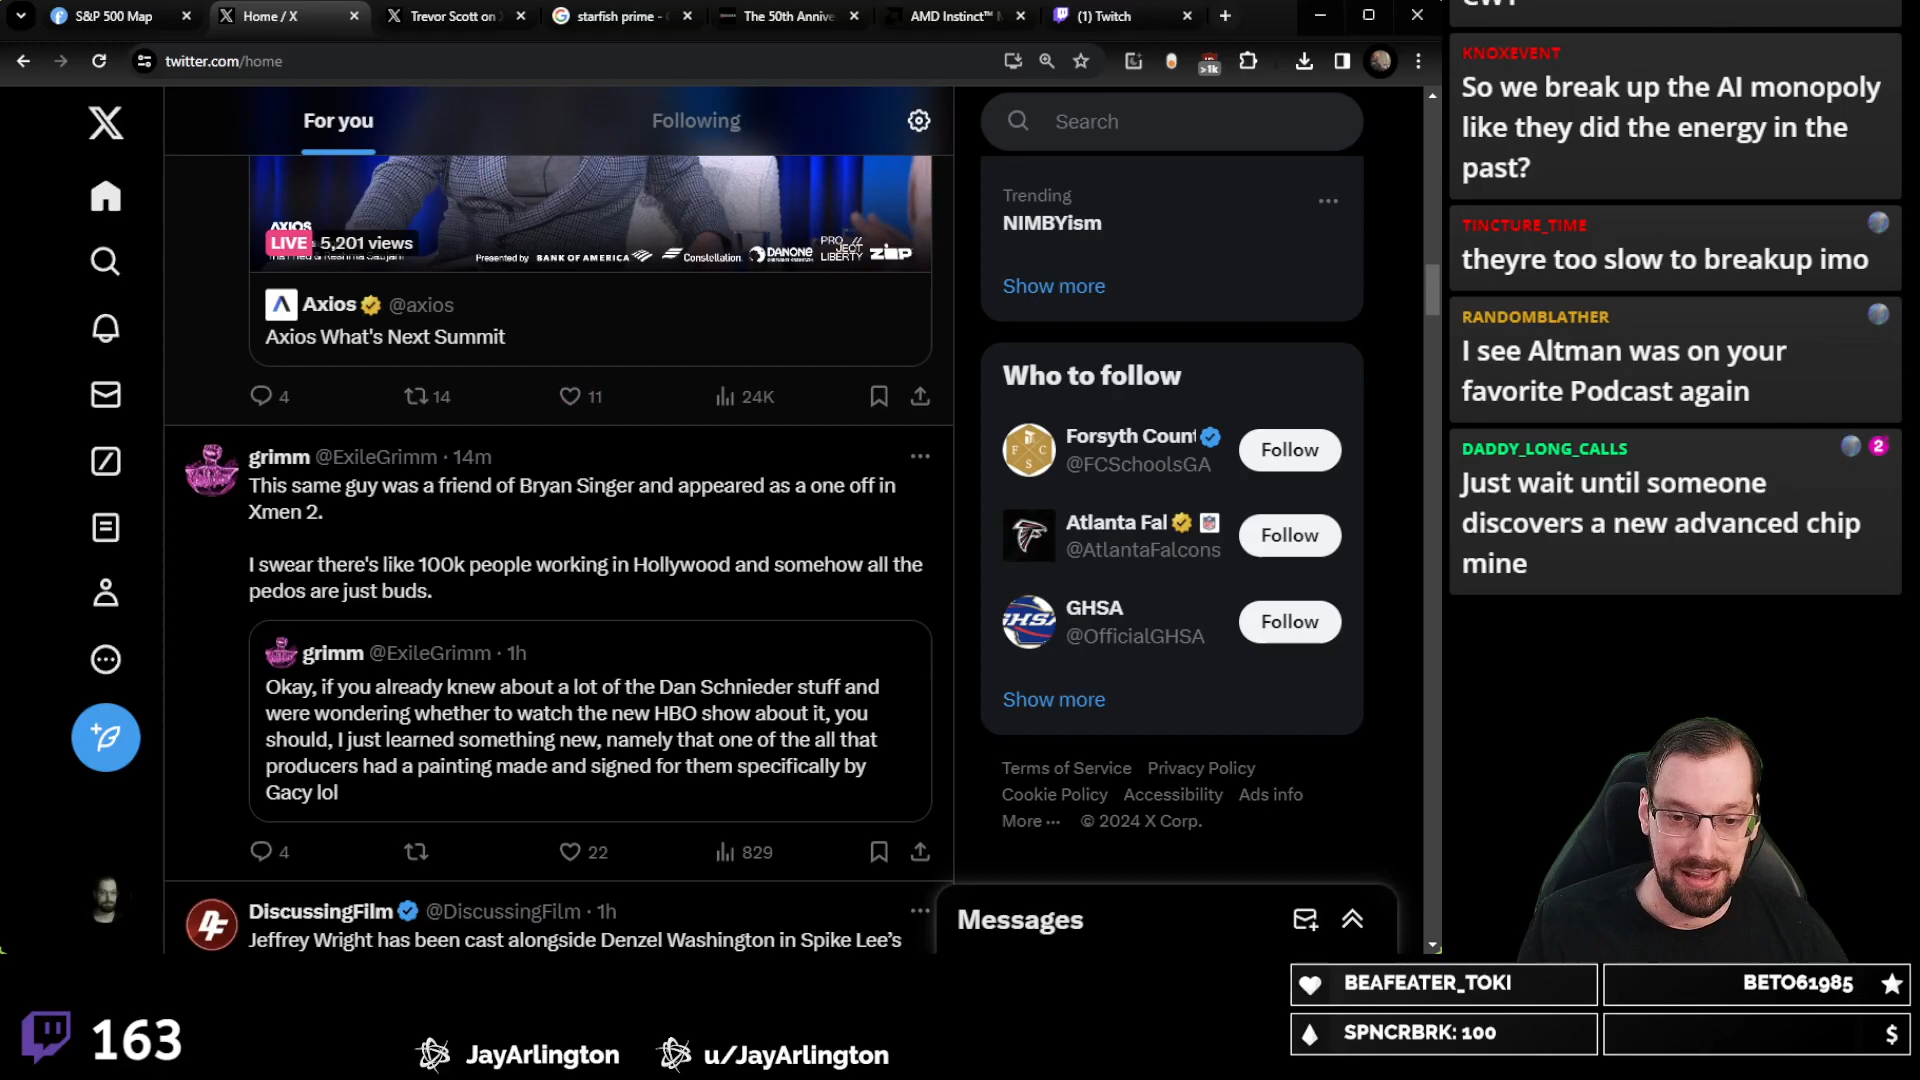 S&P 500 Map
Home / X
Trevor Scott on
starfish prime -
The 50th Annive
AMD Instinct™
(1) Twitch
twitter.com/home
>1k
For you
Following
Search
AXIOS
LIVE 5,201 views
Presented by BANK OF AMERICA Constellation DANONE PROJECT LIBERTY ZIP
Axios @axios
Axios What's Next Summit
4 14 11 24K
grimm @ExileGrimm · 14m
This same guy was a friend of Bryan Singer and appeared as a one off in
Xmen 2.
I swear there's like 100k people working in Hollywood and somehow all the
pedos are just buds.
grimm @ExileGrimm · 1h
Okay, if you already knew about a lot of the Dan Schnieder stuff and
were wondering whether to watch the new HBO show about it, you
should, I just learned something new, namely that one of the all that
producers had a painting made and signed for them specifically by
Gacy lol
4 22 829
DiscussingFilm @DiscussingFilm · 1h
Jeffrey Wright has been cast alongside Denzel Washington in Spike Lee's
Trending
NIMBYism
Show more
Who to follow
Forsyth Coun
@FCSchoolsGA
Follow
Atlanta Fal
@AtlantaFalcons
Follow
GHSA
@OfficialGHSA
Follow
Show more
Terms of Service Privacy Policy
Cookie Policy Accessibility Ads info
More ··· © 2024 X Corp.
Messages
KNOXEVENT
So we break up the AI monopoly
like they did the energy in the
past?
TINCTURE_TIME
theyre too slow to breakup imo
RANDOMBLATHER
I see Altman was on your
favorite Podcast again
DADDY_LONG_CALLS 2
Just wait until someone
discovers a new advanced chip
mine
BEAFEATER_TOKI
BETO61985
SPNCRBRK: 100
$
163
JayArlington
u/JayArlington